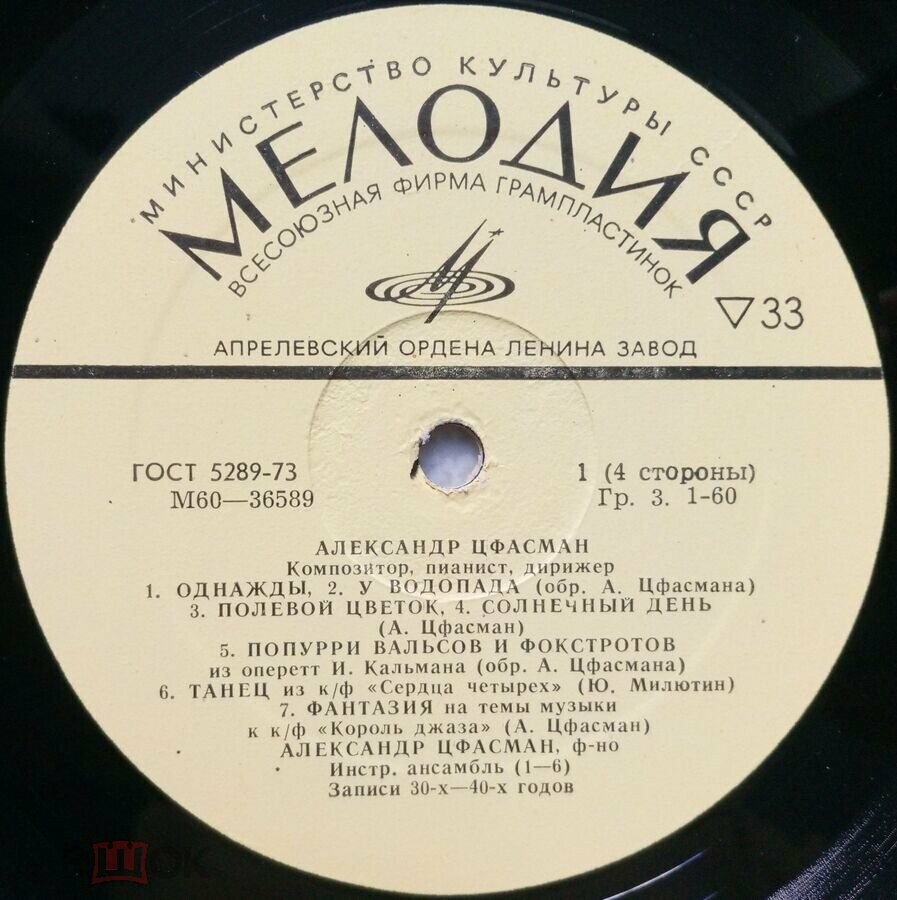 МИНИСТЕРСТВО КУЛЬТУРЫ СССР
МЕЛОДИЯ
ВСЕСОЮЗНАЯ ФИРМА ГРАМПЛАСТИНОК
33
АПРЕЛЕВСКИЙ ОРДЕНА ЛЕНИНА ЗАВОД
ГОСТ 5289-73 1 (4 стороны)
М60—36589 Гр. 3. 1-60
АЛЕКСАНДР ЦФАСМАН
Композитор, пианист, дирижер
1. ОДНАЖДЫ, 2. У ВОДОПАДА (обр. А. Цфасмана)
3. ПОЛЕВОЙ ЦВЕТОК, 4. СОЛНЕЧНЫЙ ДЕНЬ
(А. Цфасман)
5. ПОПУРРИ ВАЛЬСОВ И ФОКСТРОТОВ
из оперетт И. Кальмана (обр. А. Цфасмана)
6. ТАНЕЦ из к/ф «Сердца четырех» (Ю. Милютин)
7. ФАНТАЗИЯ на темы музыки
к к/ф «Король джаза» (А. Цфасман)
АЛЕКСАНДР ЦФАСМАН, ф-но
Инстр. ансамбль (1—6)
Записи 30-х—40-х годов